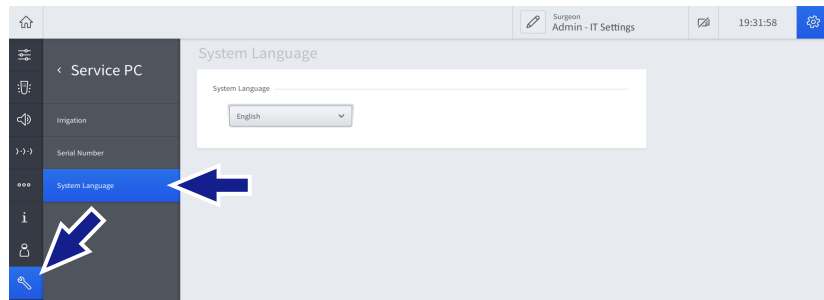 Surgeon
Admin - IT Settings
19:31:58
‹ Service PC
Irrigation
Serial Number
System Language
System Language
System Language
English